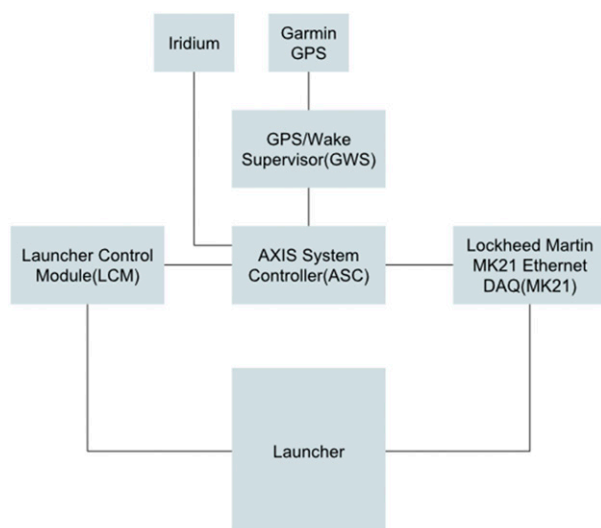 Iridium
Garmin
GPS
GPS/Wake
Supervisor(GWS)
Launcher Control
Module(LCM)
AXIS System
Controller(ASC)
Lockheed Martin
MK21 Ethernet
DAQ(MK21)
Launcher